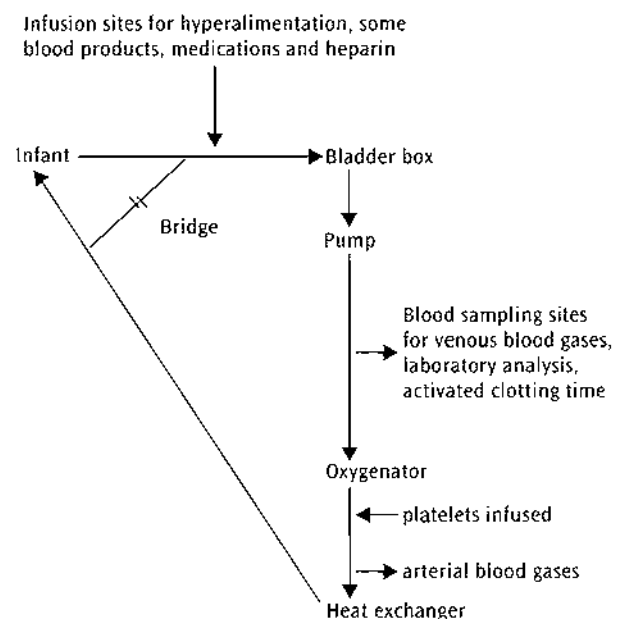 Infusion sites for hyperalimentation, some
blood products, medications and heparin
Infant
Bladder box
Bridge
Pump
Blood sampling sites
for venous blood gases,
laboratory analysis,
activated clotting time
Oxygenator
platelets infused
arterial blood gases
Heat exchanger